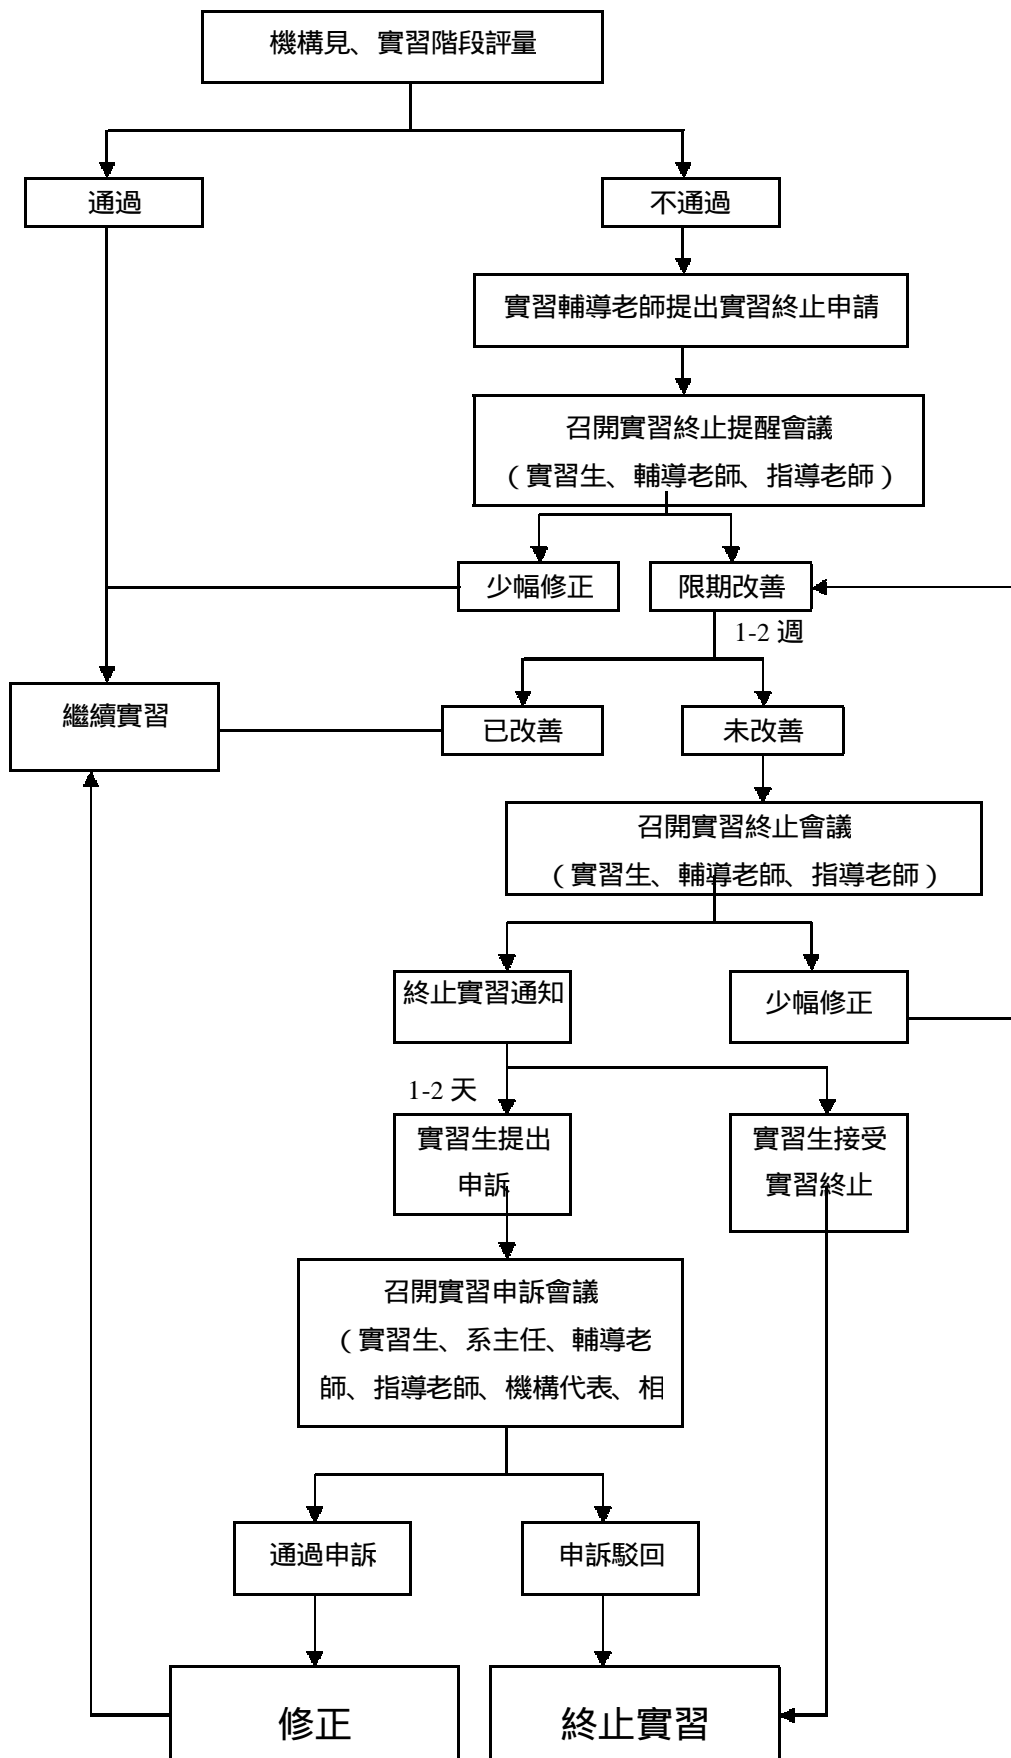 機構見、實習階段評量
通過
不通過
實習輔導老師提出實習終止申請
召開實習終止提醒會議
（實習生、輔導老師、指導老師）
少幅修正
限期改善
1-2 週
繼續實習
已改善
未改善
召開實習終止會議
（實習生、輔導老師、指導老師）
終止實習通知
少幅修正
1-2 天
實習生提出
申訴
實習生接受
實習終止
召開實習申訴會議
（實習生、系主任、輔導老
師、指導老師、機構代表、相
通過申訴
申訴駁回
修正
終止實習